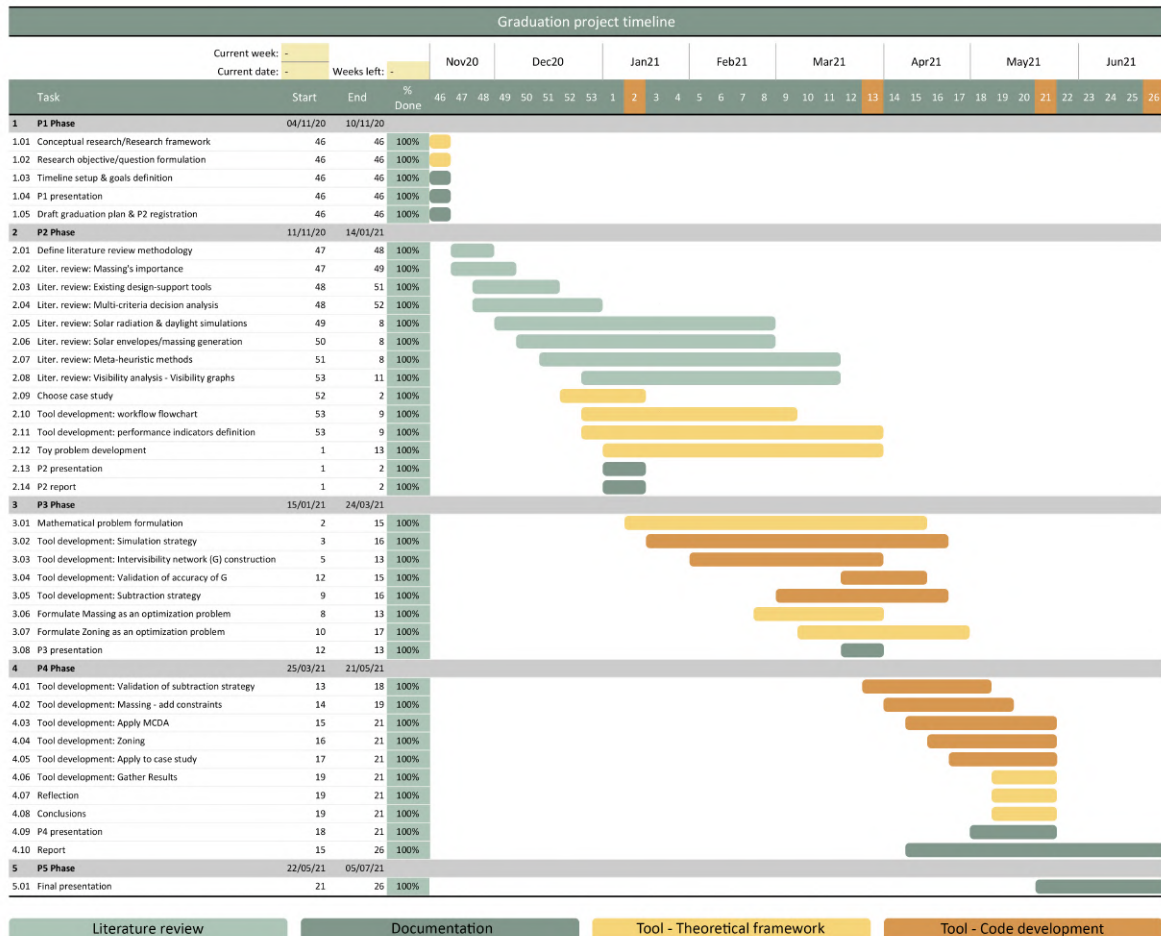 Graduation project timeline
Current week: -
Current date: - Weeks left: -
Nov20 Dec20 Jan21 Feb21 Mar21 Apr21 May21 Jun21
Task Start End % Done 46 47 48 49 50 51 52 53 1 2 3 4 5 6 7 8 9 10 11 12 13 14 15 16 17 18 19 20 21 22 23 24 25 26
1 P1 Phase 04/11/20 10/11/20
1.01 Conceptual research/Research framework 46 46 100%
1.02 Research objective/question formulation 46 46 100%
1.03 Timeline setup & goals definition 46 46 100%
1.04 P1 presentation 46 46 100%
1.05 Draft graduation plan & P2 registration 46 46 100%
2 P2 Phase 11/11/20 14/01/21
2.01 Define literature review methodology 47 48 100%
2.02 Liter. review: Massing's importance 47 49 100%
2.03 Liter. review: Existing design-support tools 48 51 100%
2.04 Liter. review: Multi-criteria decision analysis 48 52 100%
2.05 Liter. review: Solar radiation & daylight simulations 49 8 100%
2.06 Liter. review: Solar envelopes/massing generation 50 8 100%
2.07 Liter. review: Meta-heuristic methods 51 8 100%
2.08 Liter. review: Visibility analysis - Visibility graphs 53 11 100%
2.09 Choose case study 52 2 100%
2.10 Tool development: workflow flowchart 53 9 100%
2.11 Tool development: performance indicators definition 53 9 100%
2.12 Toy problem development 1 13 100%
2.13 P2 presentation 1 2 100%
2.14 P2 report 1 2 100%
3 P3 Phase 15/01/21 24/03/21
3.01 Mathematical problem formulation 2 15 100%
3.02 Tool development: Simulation strategy 3 16 100%
3.03 Tool development: Intervisibility network (G) construction 5 13 100%
3.04 Tool development: Validation of accuracy of G 12 15 100%
3.05 Tool development: Subtraction strategy 9 16 100%
3.06 Formulate Massing as an optimization problem 8 13 100%
3.07 Formulate Zoning as an optimization problem 10 17 100%
3.08 P3 presentation 12 13 100%
4 P4 Phase 25/03/21 21/05/21
4.01 Tool development: Validation of subtraction strategy 13 18 100%
4.02 Tool development: Massing - add constraints 14 19 100%
4.03 Tool development: Apply MCDA 15 21 100%
4.04 Tool development: Zoning 16 21 100%
4.05 Tool development: Apply to case study 17 21 100%
4.06 Tool development: Gather Results 19 21 100%
4.07 Reflection 19 21 100%
4.08 Conclusions 19 21 100%
4.09 P4 presentation 18 21 100%
4.10 Report 15 26 100%
5 P5 Phase 22/05/21 05/07/21
5.01 Final presentation 21 26 100%
Literature review Documentation Tool - Theoretical framework Tool - Code development